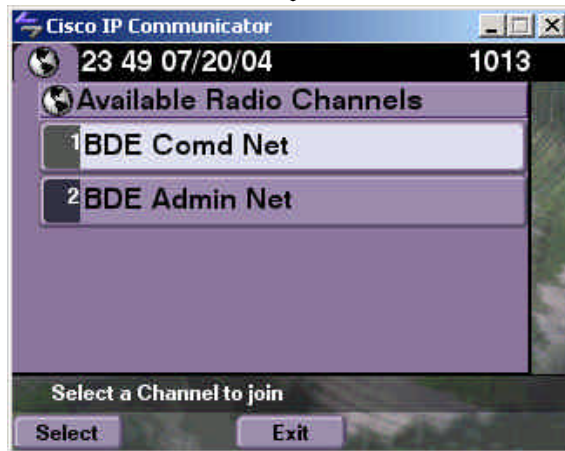 Cisco IP Communicator
23 49 07/20/04 1013
Available Radio Channels
1 BDE Comd Net
2 BDE Admin Net
Select a Channel to join
Select Exit